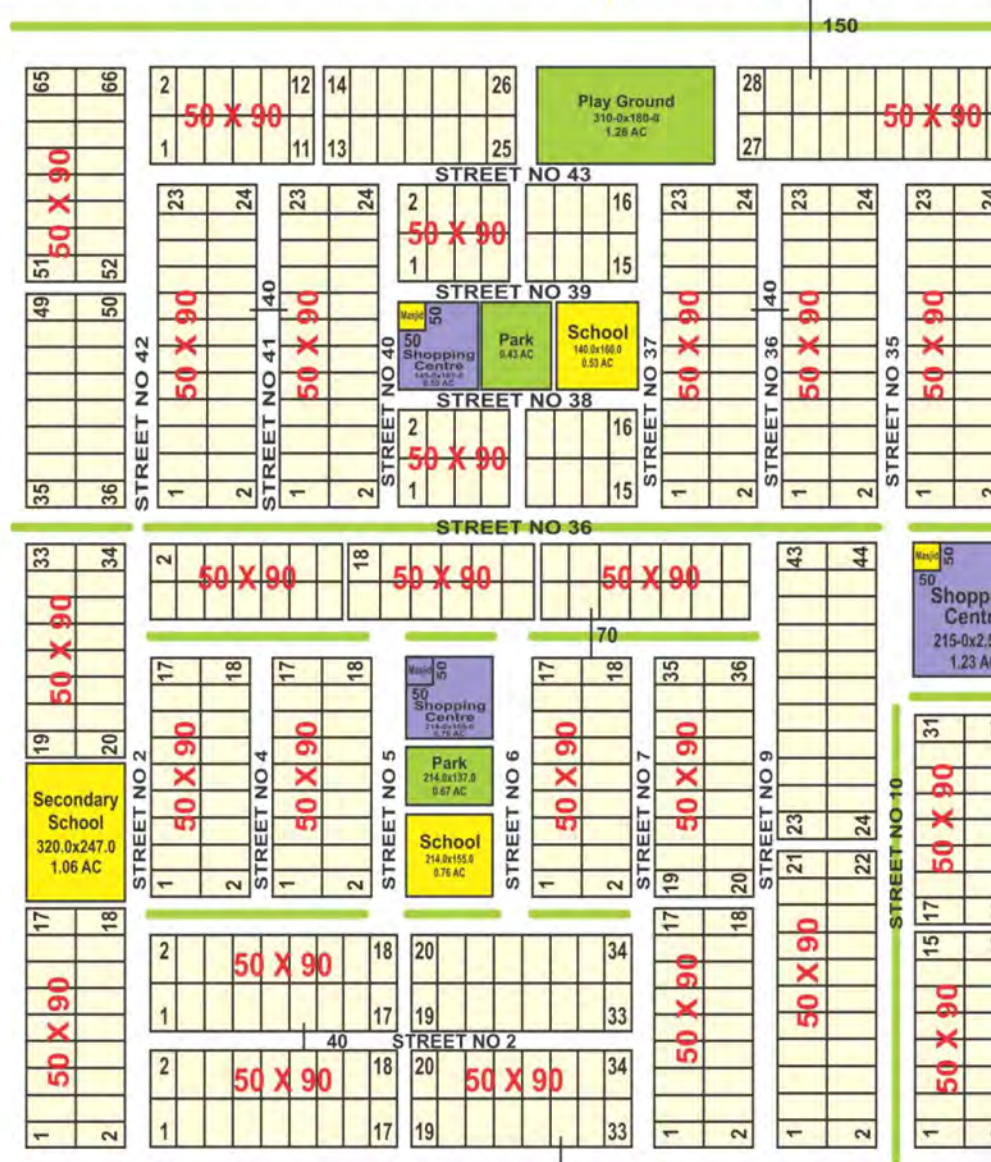 150
65 66
2 12 14 26
28
50 X 90
Play Ground
310-0x180-0
1.26 AC
50 X 90
1 11 13 25
27
STREET NO 43
50 X 90
51 52
23 24 23 24
2 16
23 24 23 24 23 24
50 X 90
1 15
STREET NO 39
49 50
STREET NO 42
50 X 90
40
STREET NO 41
50 X 90
STREET NO 40
Masjid 50
50
Shopping
Centre
Park
0.43 AC
School
140.0x160.0
0.53 AC
STREET NO 37
50 X 90
40
STREET NO 36
50 X 90
STREET NO 35
50 X 90
STREET NO 38
2 16
50 X 90
1 15
35 36
1 2 1 2
1 2 1 2 1 2
STREET NO 36
33 34
2 18
50 X 90
50 X 90
50 X 90
43 44
Masjid 50
50
Shopp
Centr
215-0x2.5
1.23 A
50 X 90
70
17 18 17 18
17 18 35 36
Masjid 50
50
Shopping
Centre
19 20
STREET NO 2
50 X 90
STREET NO 4
50 X 90
STREET NO 5
Park
214.0x137.0
0.67 AC
School
214.0x155.0
0.76 AC
STREET NO 6
50 X 90
STREET NO 7
50 X 90
STREET NO 9
23 24
STREET NO 10
31
50 X 90
17
Secondary
School
320.0x247.0
1.06 AC
1 2 1 2
1 2 19 20
21 22
17 18
50 X 90
1 2
2 18 20 34
50 X 90
1 17 19 33
40
STREET NO 2
2 18 20 34
50 X 90
50 X 90
1 17 19 33
17 18
50 X 90
1 2
50 X 90
1 2
15
50 X 90
1